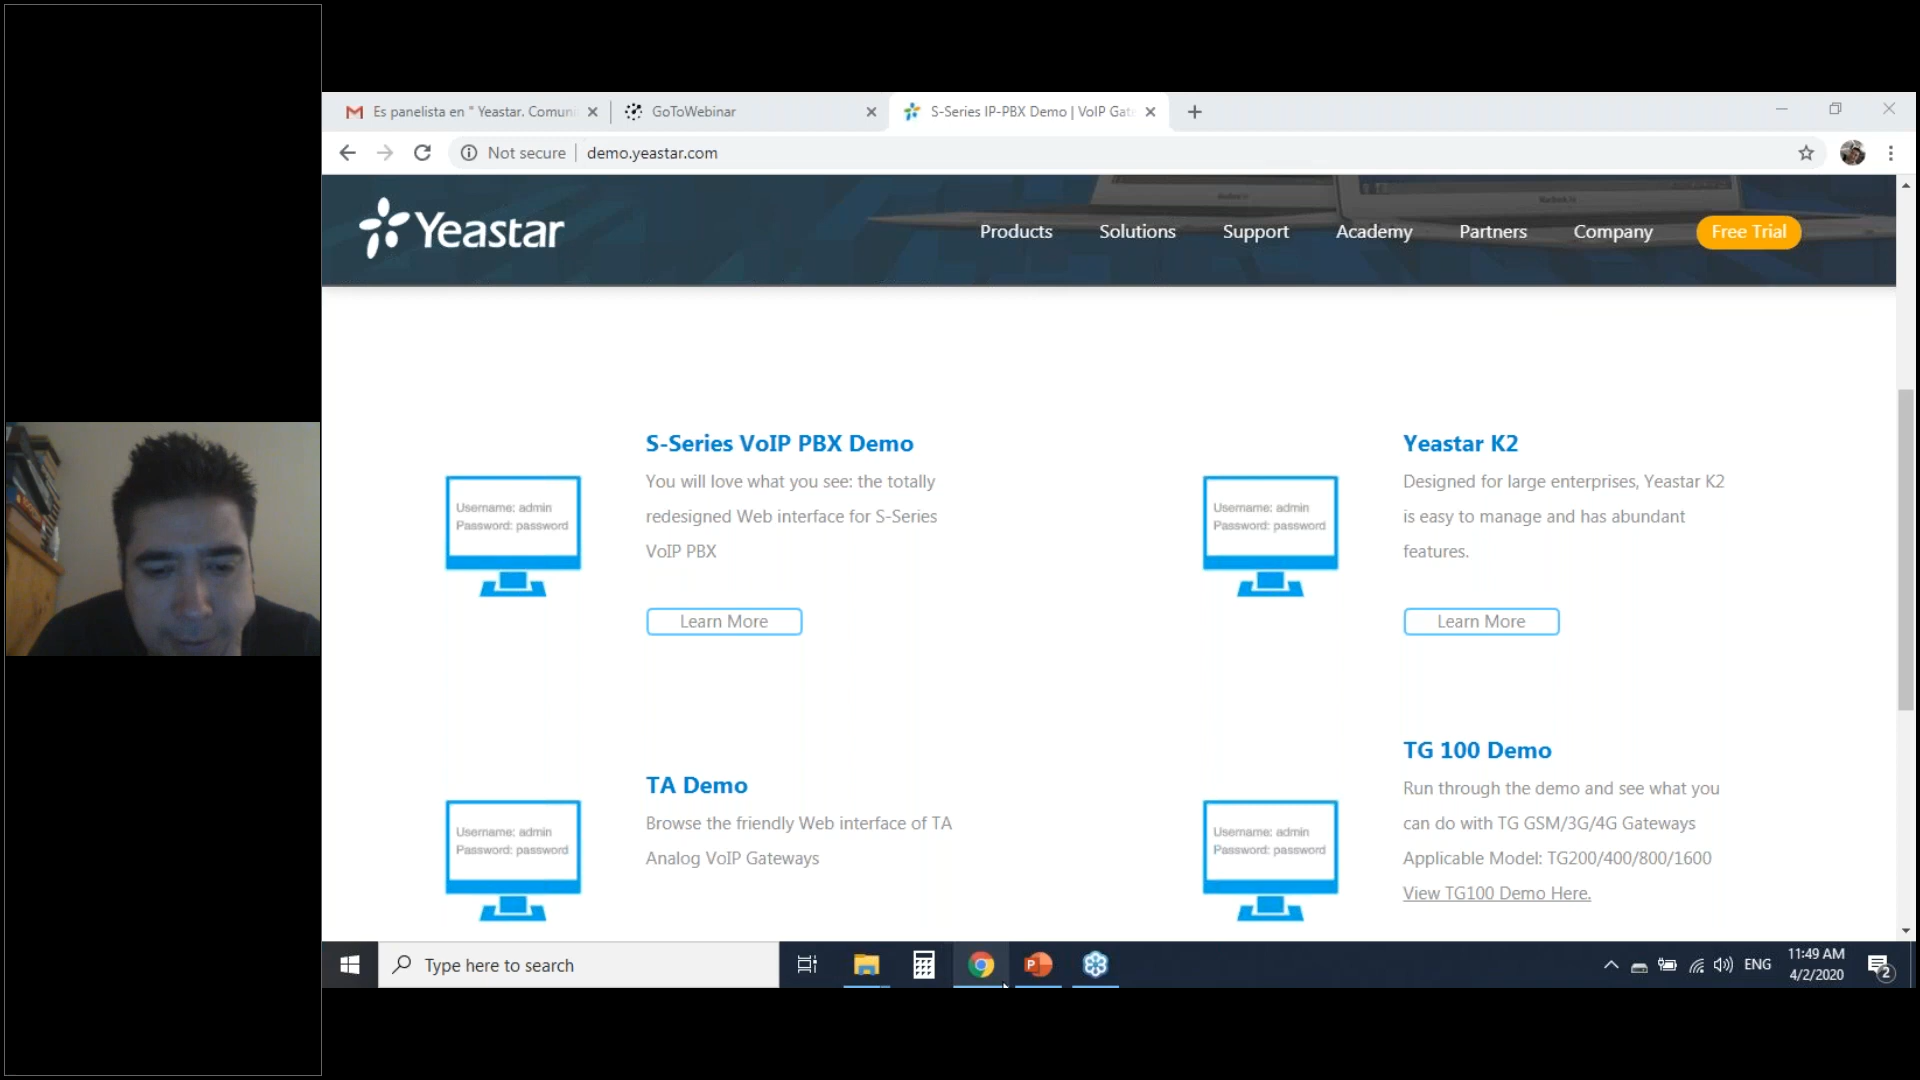 Es panelista en " Yeastar. Comuni
GoToWebinar
S-Series IP-PBX Demo | VoIP Gat
Not secure
demo.yeastar.com
Yeastar
Products
Solutions
Support
Academy
Partners
Company
Free Trial
S-Series VoIP PBX Demo
You will love what you see: the totally
redesigned Web interface for S-Series
VoIP PBX
Username: admin
Password: password
Learn More
Yeastar K2
Designed for large enterprises, Yeastar K2
is easy to manage and has abundant
features.
Username: admin
Password: password
Learn More
TA Demo
Browse the friendly Web interface of TA
Analog VoIP Gateways
Username: admin
Password: password
TG 100 Demo
Run through the demo and see what you
can do with TG GSM/3G/4G Gateways
Applicable Model: TG200/400/800/1600
View TG100 Demo Here.
Username: admin
Password: password
Type here to search
ENG
11:49 AM
4/2/2020
2